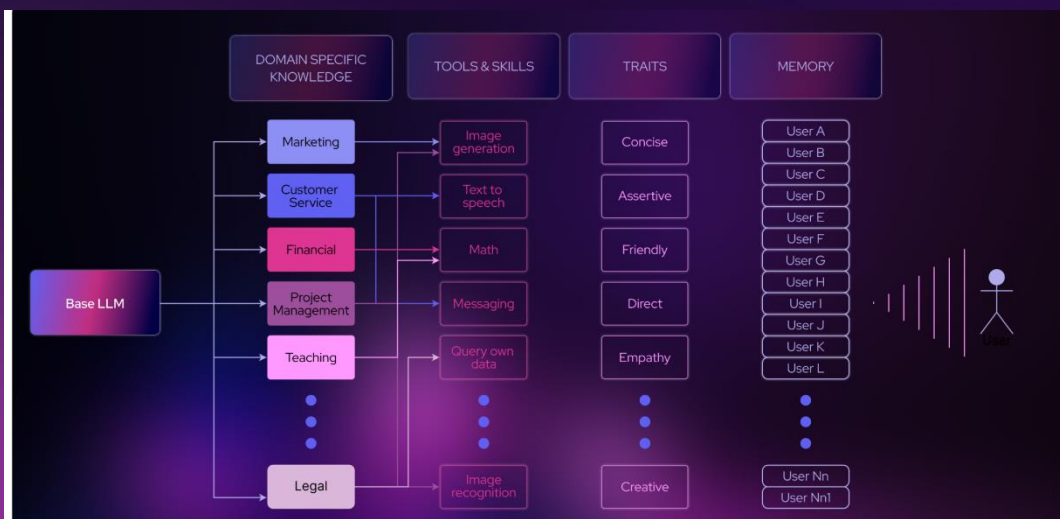 DOMAIN SPECIFIC
KNOWLEDGE
TOOLS & SKILLS
TRAITS
MEMORY
Base LLM
Marketing
Customer
Service
Financial
Project
Management
Teaching
Legal
Image
generation
Text to
speech
Math
Messaging
Query own
data
Image
recognition
Concise
Assertive
Friendly
Direct
Empathy
Creative
User A
User B
User C
User D
User E
User F
User G
User H
User I
User J
User K
User L
User Nn
User Nn1
User